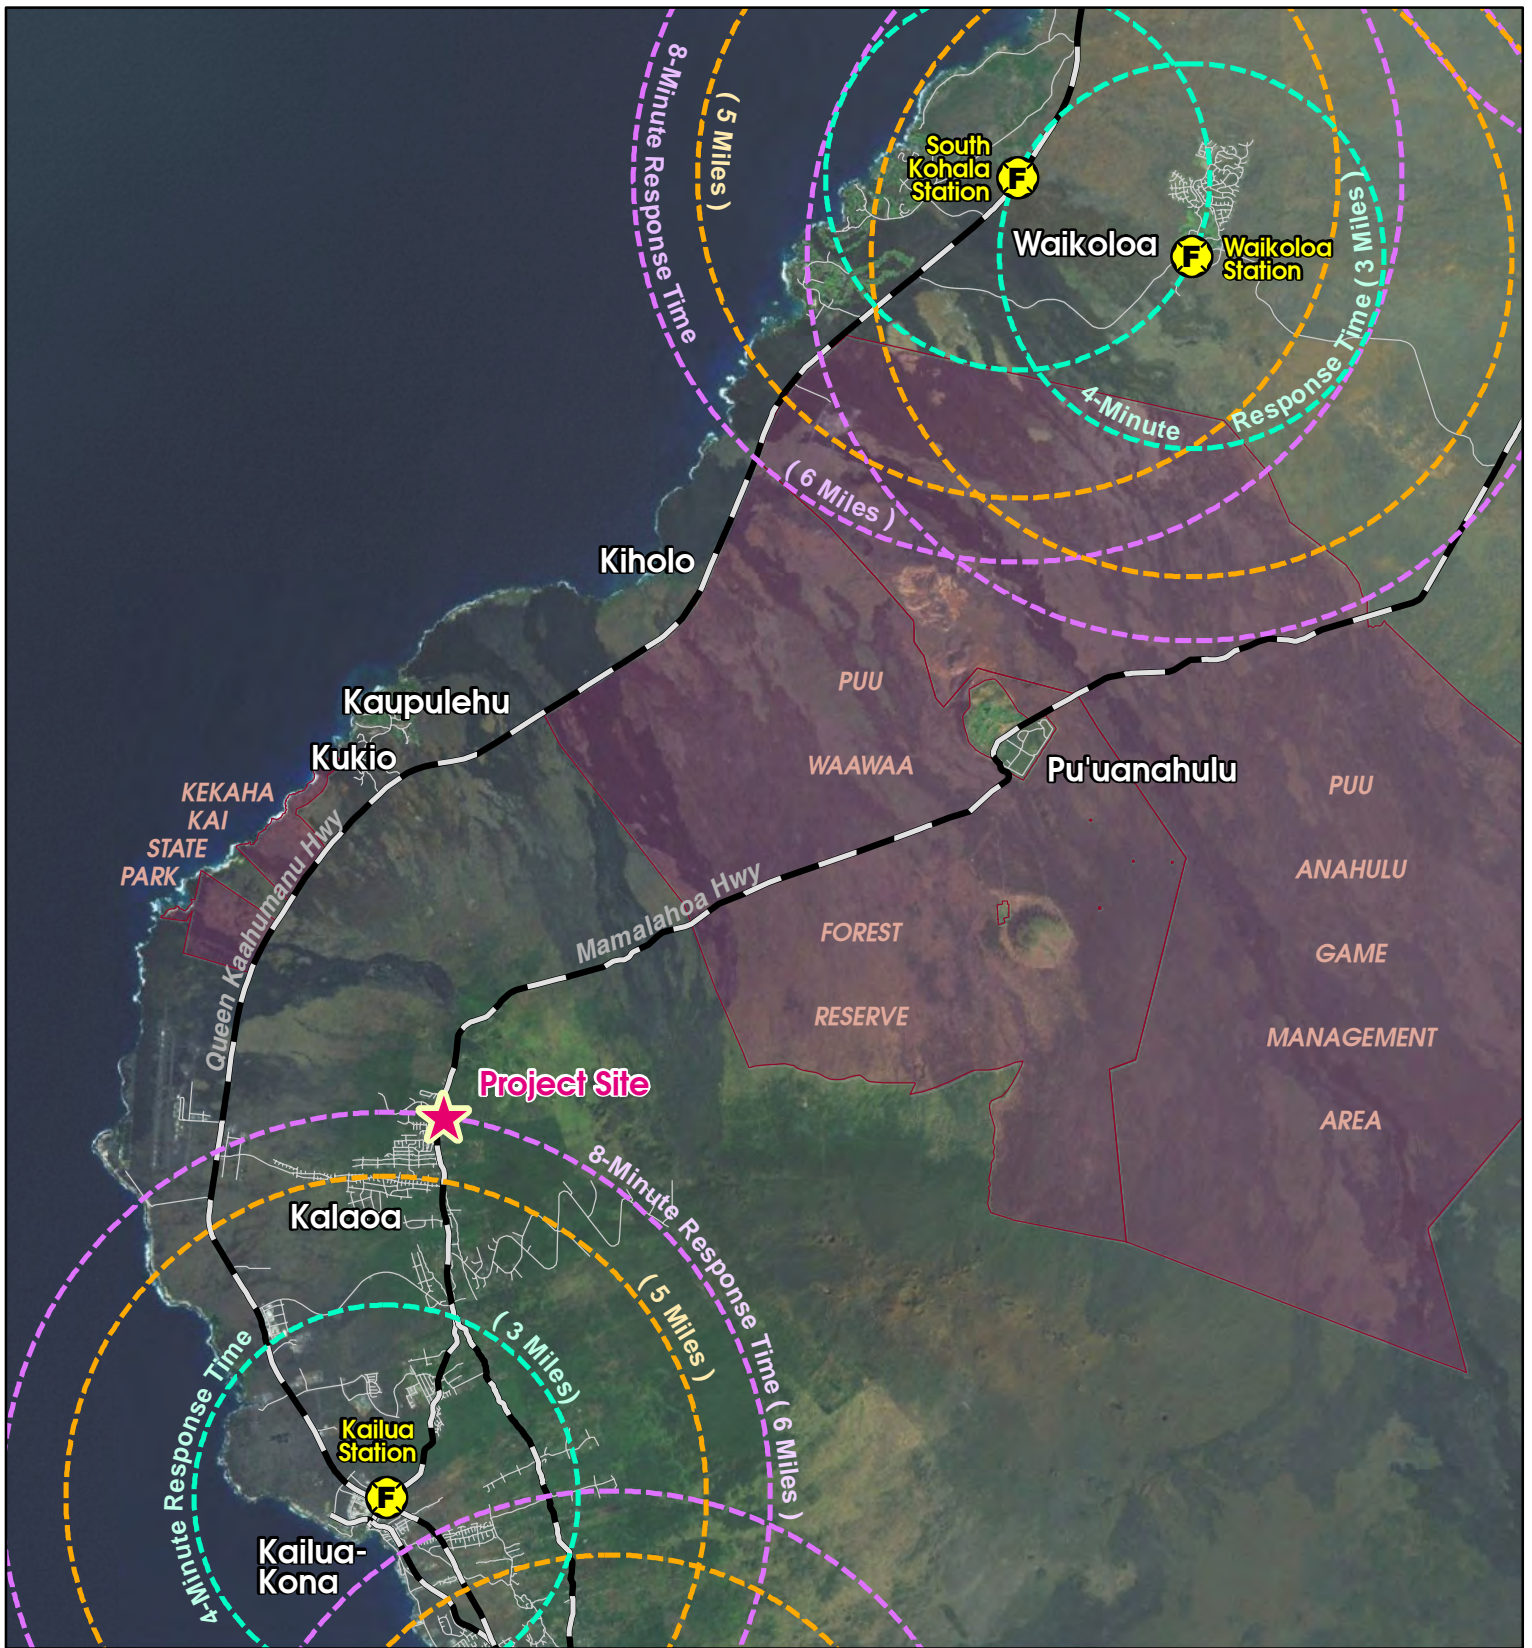 8-Minute Response Time
( 5 Miles )
South
Kohala
Station
F
Waikoloa
F
Waikoloa
Station
4-Minute Response Time ( 3 Miles )
( 6 Miles )
Kiholo
Kaupulehu
Kukio
KEKAHA
KAI
STATE
PARK
Queen Kaahumanu Hwy
Mamalahoa Hwy
PUU
WAAWAA
FOREST
RESERVE
Pu'uanahulu
PUU
ANAHULU
GAME
MANAGEMENT
AREA
Project Site
Kalaoa
8-Minute Response Time ( 6 Miles )
( 5 Miles )
( 3 Miles)
4-Minute Response Time
Kailua
Station
F
Kailua-
Kona